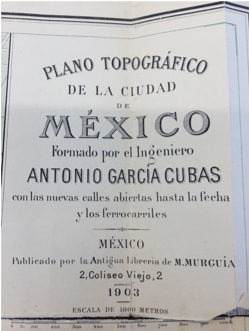 PLANO TOPOGRÁFICO
DE LA CIUDAD
DE
MÉXICO
Formado por el Ingeniero
ANTONIO GARCÍA CUBAS
con las nuevas calles abiertas hasta la fecha
y los ferrocarriles
MÉXICO
Publicado por la Antigua Libreria de M. MURGUIA
2, Coliseo Viejo, 2
1903
ESCALA DE 1000 METROS